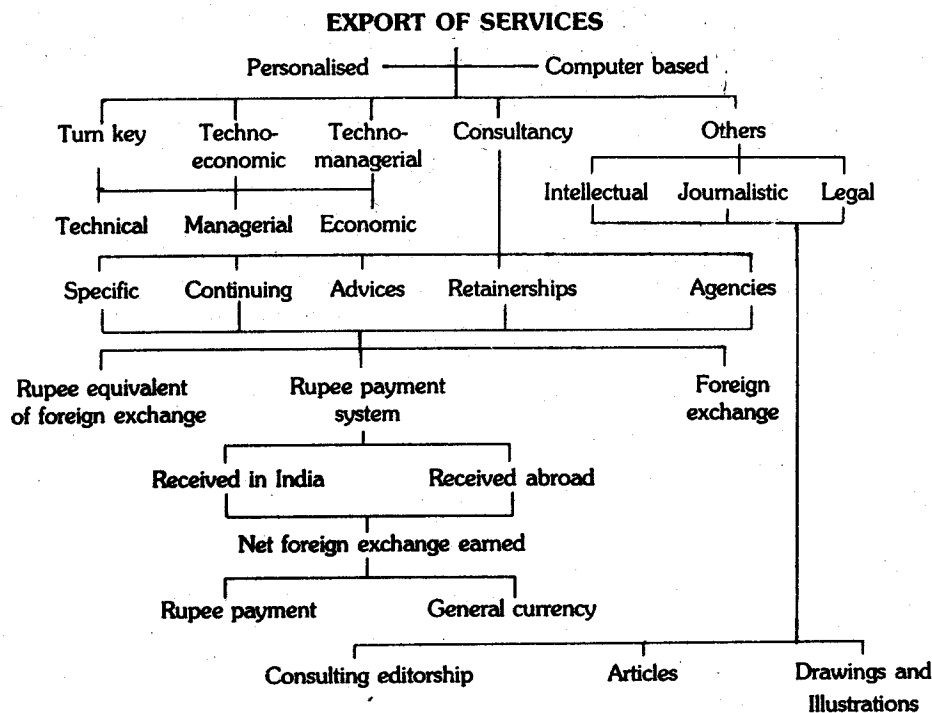 EXPORT OF SERVICES
Personalised Computer based
Turn key Techno- Techno- Consultancy Others
economic managerial
Intellectual Journalistic Legal
Technical Managerial Economic
Specific Continuing Advices Retainerships Agencies
Rupee equivalent Rupee payment Foreign
of foreign exchange system exchange
Received in India Received abroad
Net foreign exchange earned
Rupee payment General currency
Consulting editorship Articles Drawings and
Illustrations